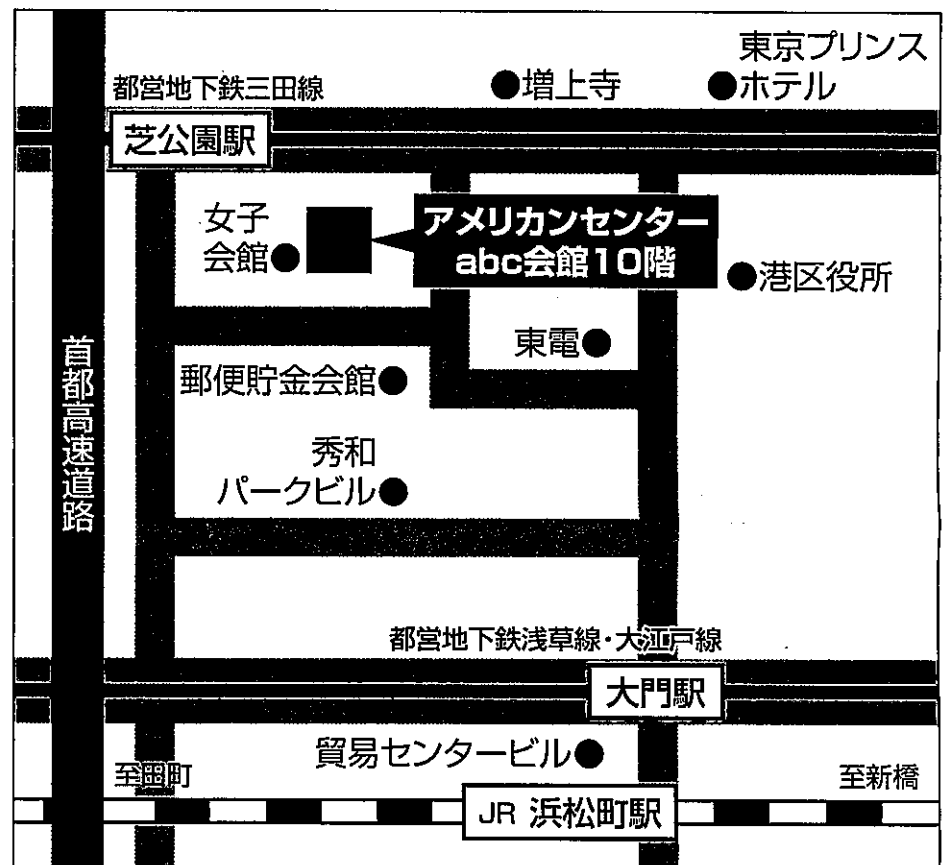 東京プリンス
ホテル
増上寺
都営地下鉄三田線
芝公園駅
女子
会館
アメリカンセンター
abc会館10階
港区役所
東電
首都高速道路
郵便貯金会館
秀和
パークビル
都営地下鉄浅草線・大江戸線
大門駅
貿易センタービル
至田町
至新橋
JR 浜松町駅